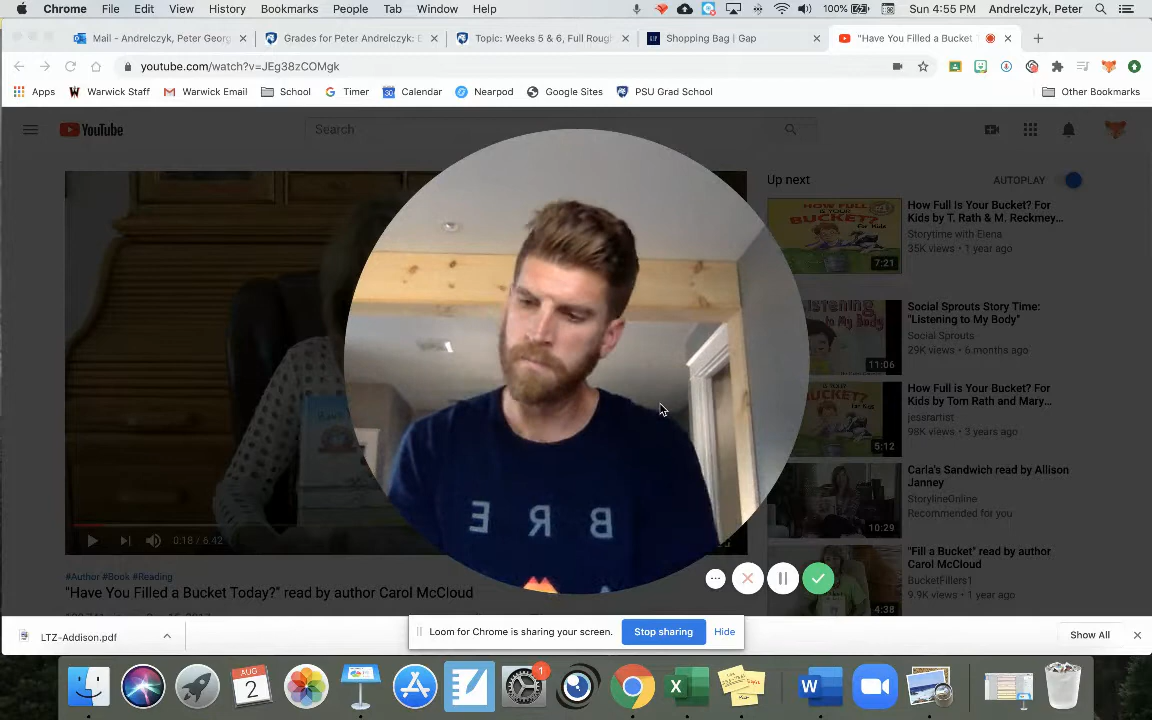 Chrome File Edit View History Bookmarks People Tab Window Help 100% Sun 4:55 PM Andrelczyk, Peter
Mail - Andrelczyk, Peter Georg
Grades for Peter Andrelczyk: E
Topic: Weeks 5 & 6, Full Rough
GAP Shopping Bag | Gap
"Have You Filled a Bucket
youtube.com/watch?v=JEg38zCOMgk
Apps Warwick Staff Warwick Email School Timer Calendar Nearpod Google Sites PSU Grad School Other Bookmarks
YouTube
Search
Up next
AUTOPLAY
How Full Is Your Bucket? For
Kids by T. Rath & M. Reckmey...
Storytime with Elena
35K views • 1 year ago
BUCKET?
7:21
Social Sprouts Story Time:
"Listening to My Body"
Social Sprouts
29K views • 6 months ago
11:06
How Full is Your Bucket? For
Kids by Tom Rath and Mary...
jeserartist
98K views • 3 years ago
5:12
Carla's Sandwich read by Allison
Janney
StorylineOnline
Recommended for you
10:29
"Fill a Bucket" read by author
Carol McCloud
BucketFillers1
9.9K views • 1 year ago
4:38
B R E
0:18 / 6:42
#Author #Book #Reading
"Have You Filled a Bucket Today?" read by author Carol McCloud
Loom for Chrome is sharing your screen. Stop sharing Hide
LTZ-Addison.pdf
Show All
AUG
2
1